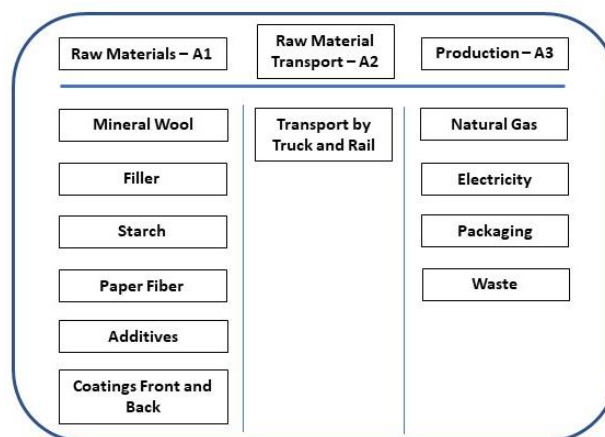 Raw Materials – A1
Raw Material
Transport – A2
Production – A3
Mineral Wool
Filler
Starch
Paper Fiber
Additives
Coatings Front and
Back
Transport by
Truck and Rail
Natural Gas
Electricity
Packaging
Waste